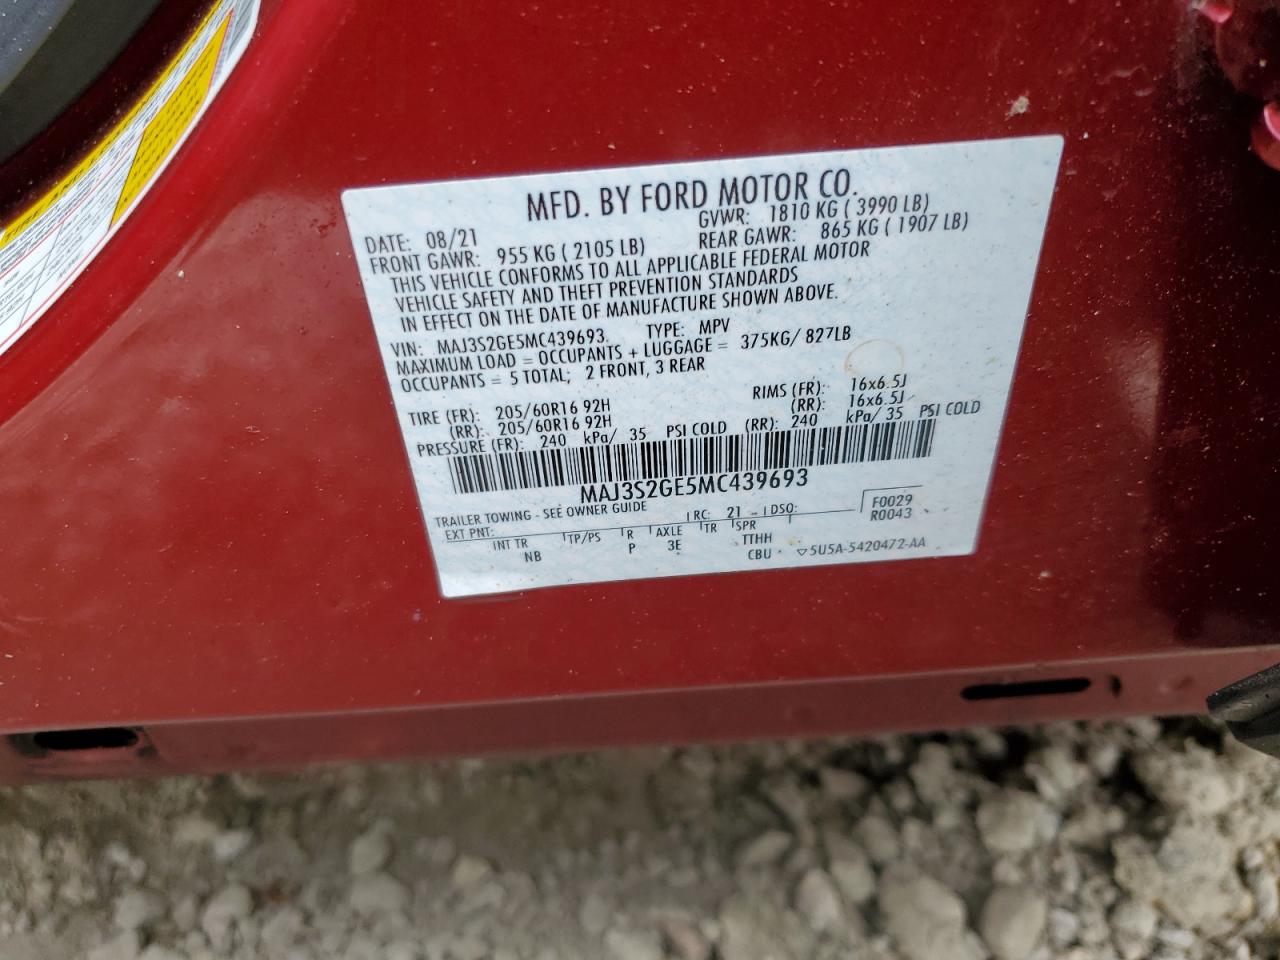 MFD. BY FORD MOTOR CO.
DATE: 08/21 GVWR: 1810 KG ( 3990 LB)
FRONT GAWR: 955 KG ( 2105 LB) REAR GAWR: 865 KG ( 1907 LB)
THIS VEHICLE CONFORMS TO ALL APPLICABLE FEDERAL MOTOR
VEHICLE SAFETY AND THEFT PREVENTION STANDARDS
IN EFFECT ON THE DATE OF MANUFACTURE SHOWN ABOVE.
VIN: MAJ3S2GE5MC439693. TYPE: MPV
MAXIMUM LOAD = OCCUPANTS + LUGGAGE = 375KG/ 827LB
OCCUPANTS = 5 TOTAL; 2 FRONT, 3 REAR
TIRE (FR): 205/60R16 92H RIMS (FR): 16x6.5J
(RR): 205/60R16 92H (RR): 16x6.5J
PRESSURE (FR): 240 kPa/ 35 PSI COLD (RR): 240 kPa/ 35 PSI COLD
MAJ3S2GE5MC439693
TRAILER TOWING - SEE OWNER GUIDE
EXT PNT: RC: 21 DSO: F0029
R0043
INT TR TP/PS R AXLE TR SPR
NB P 3E TTHH
CBU ▽5U5A-5420472-AA